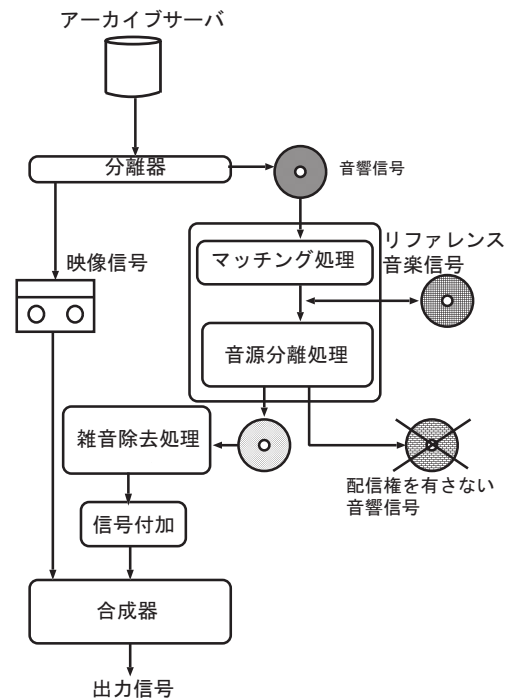 アーカイブサーバ
分離器
音響信号
リファレンス
音楽信号
映像信号
マッチング処理
音源分離処理
雑音除去処理
配信権を有さない
音響信号
信号付加
合成器
出力信号